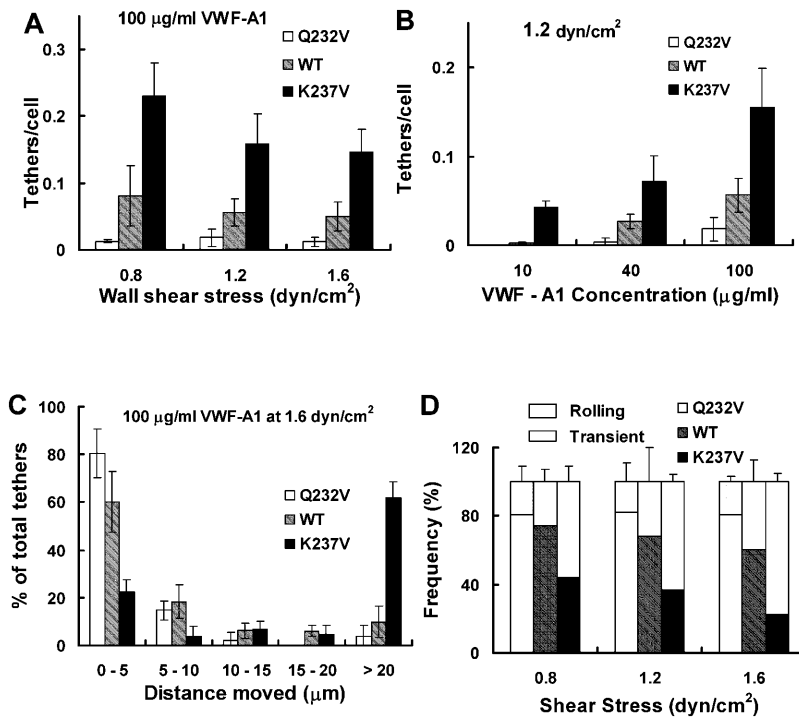 A
100 µg/ml VWF-A1
Q232V
WT
K237V
Tethers/cell
0.3
0.2
0.1
0
0.8 1.2 1.6
Wall shear stress (dyn/cm²)
B
1.2 dyn/cm²
Q232V
WT
K237V
Tethers/cell
0.2
0.1
0
10 40 100
VWF - A1 Concentration (µg/ml)
C
100 µg/ml VWF-A1 at 1.6 dyn/cm²
Q232V
WT
K237V
% of total tethers
100
80
60
40
20
0
0 - 5 5 - 10 10 - 15 15 - 20 > 20
Distance moved (µm)
D
Rolling
Transient
Q232V
WT
K237V
Frequency (%)
120
80
40
0
0.8 1.2 1.6
Shear Stress (dyn/cm²)